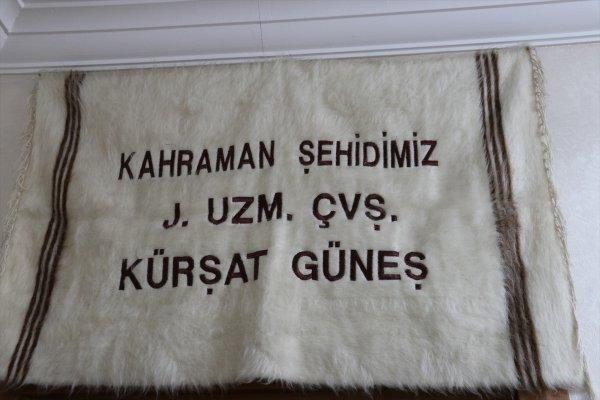 KAHRAMAN ŞEHİDİMİZ
J. UZM. ÇVŞ.
KÜRŞAT GÜNEŞ